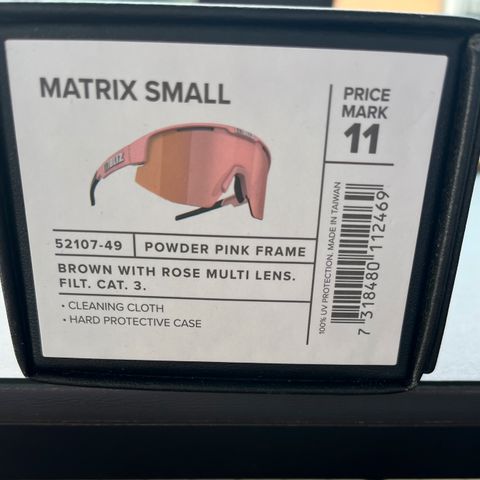 MATRIX SMALL
BLIZ
52107-49
POWDER PINK FRAME
BROWN WITH ROSE MULTI LENS.
FILT. CAT. 3.
• CLEANING CLOTH
• HARD PROTECTIVE CASE
PRICE
MARK
11
100% UV PROTECTION. MADE IN TAIWAN
7 318480 112469